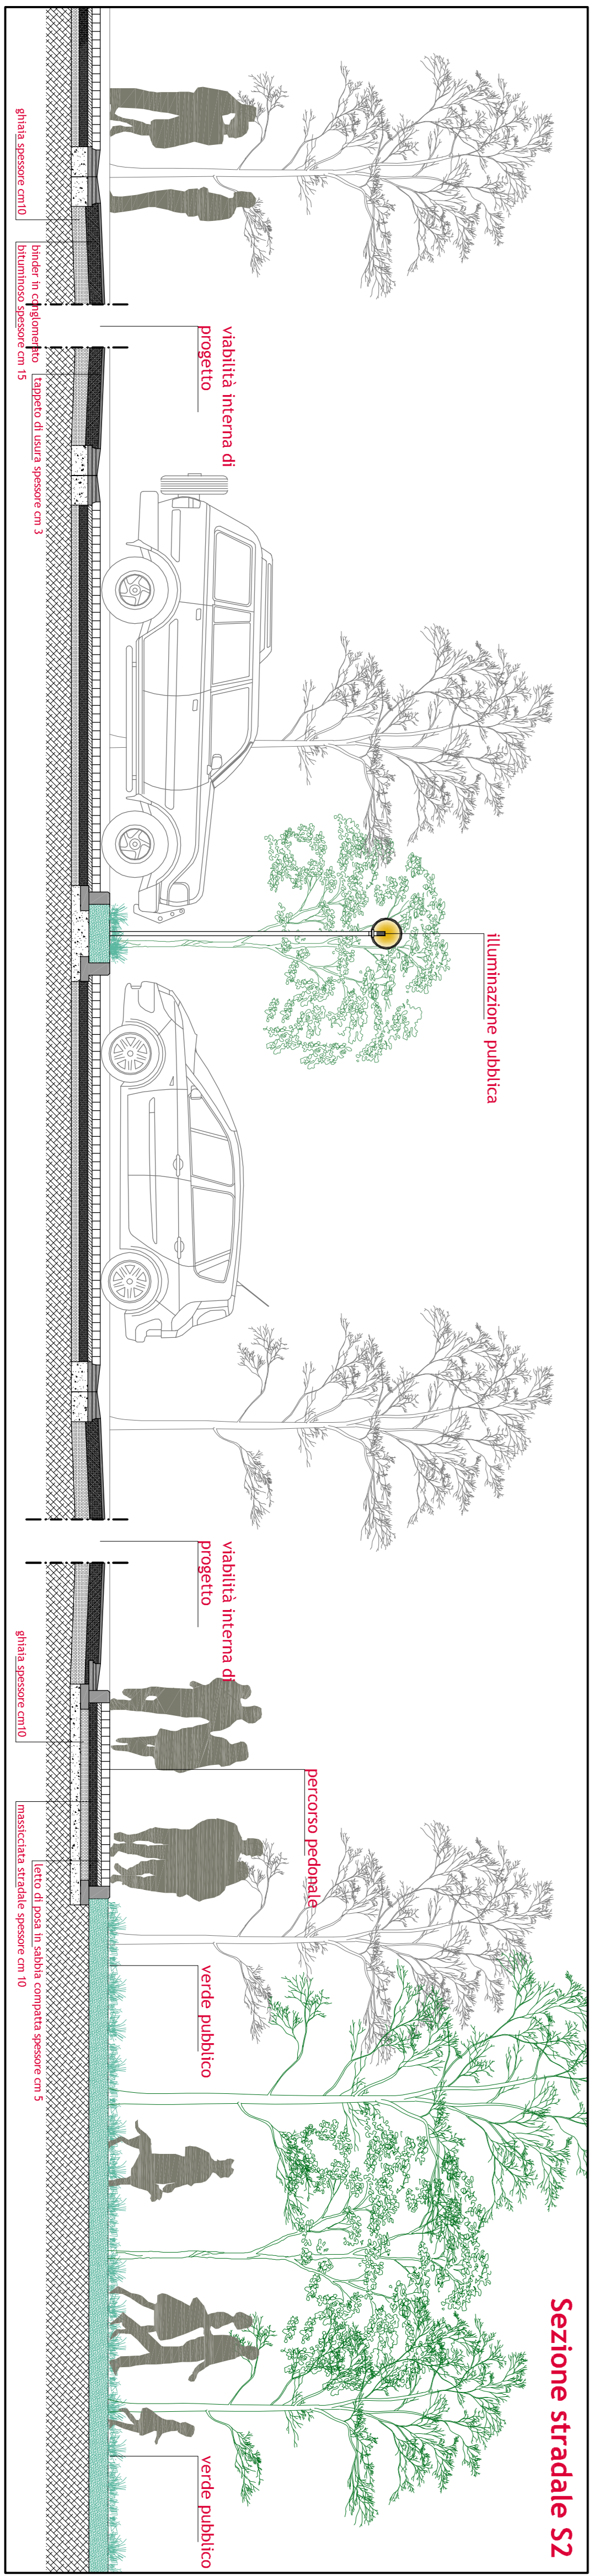 Sezione stradale S2
illuminazione pubblica
percorso pedonale
viabilità interna di
progetto
viabilità interna di
progetto
verde pubblico
verde pubblico
binder in conglomerato
bituminoso spessore cm 15
tappeto di usura spessore cm 3
ghiaia spessore cm10
ghiaia spessore cm10
letto di posa in sabbia compatta spessore cm 5
massicciata stradale spessore cm 10